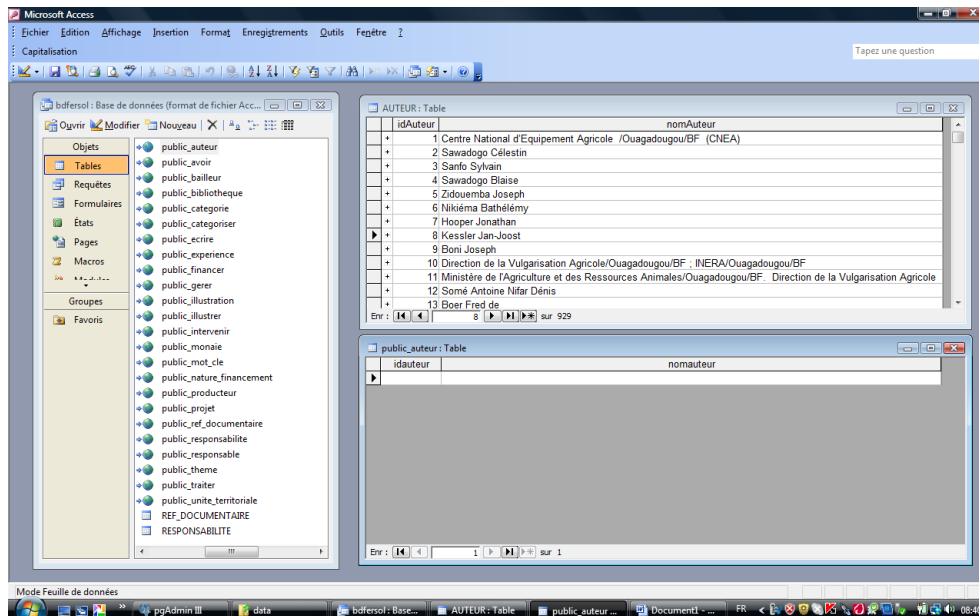 Microsoft Access
Fichier Edition Affichage Insertion Format Enregistrements Outils Fenêtre ?
Capitalisation
Tapez une question
bdfersol : Base de données (format de fichier Acc...
Ouvrir Modifier Nouveau
Objets
Tables
Requêtes
Formulaires
États
Pages
Macros
Modules
Groupes
Favoris
public_auteur
public_avoir
public_bailleur
public_bibliotheque
public_categorie
public_categoriser
public_ecrire
public_experience
public_financer
public_gerer
public_illustration
public_illustrer
public_intervenir
public_monaie
public_mot_cle
public_nature_financement
public_producteur
public_projet
public_ref_documentaire
public_responsabilite
public_responsable
public_theme
public_traiter
public_unite_territoriale
REF_DOCUMENTAIRE
RESPONSABILITE
AUTEUR : Table
idAuteur nomAuteur
+ 1 Centre National d'Equipement Agricole /Ouagadougou/BF (CNEA)
+ 2 Sawadogo Célestin
+ 3 Sanfo Sylvain
+ 4 Sawadogo Blaise
+ 5 Zidouemba Joseph
+ 6 Nikiéma Bathélémy
+ 7 Hooper Jonathan
+ 8 Kessler Jan-Joost
+ 9 Boni Joseph
+ 10 Direction de la Vulgarisation Agricole/Ouagadougou/BF ; INERA/Ouagadougou/BF
+ 11 Ministère de l'Agriculture et des Ressources Animales/Ouagadougou/BF. Direction de la Vulgarisation Agricole
+ 12 Somé Antoine Nifar Dénis
+ 13 Boer Fred de
Enr : 8 sur 929
public_auteur : Table
idauteur nomauteur
Enr : 1 sur 1
Mode Feuille de données
pgAdmin III data bdfersol : Base... AUTEUR : Table public_auteur ... Document1 - ... FR 08:4